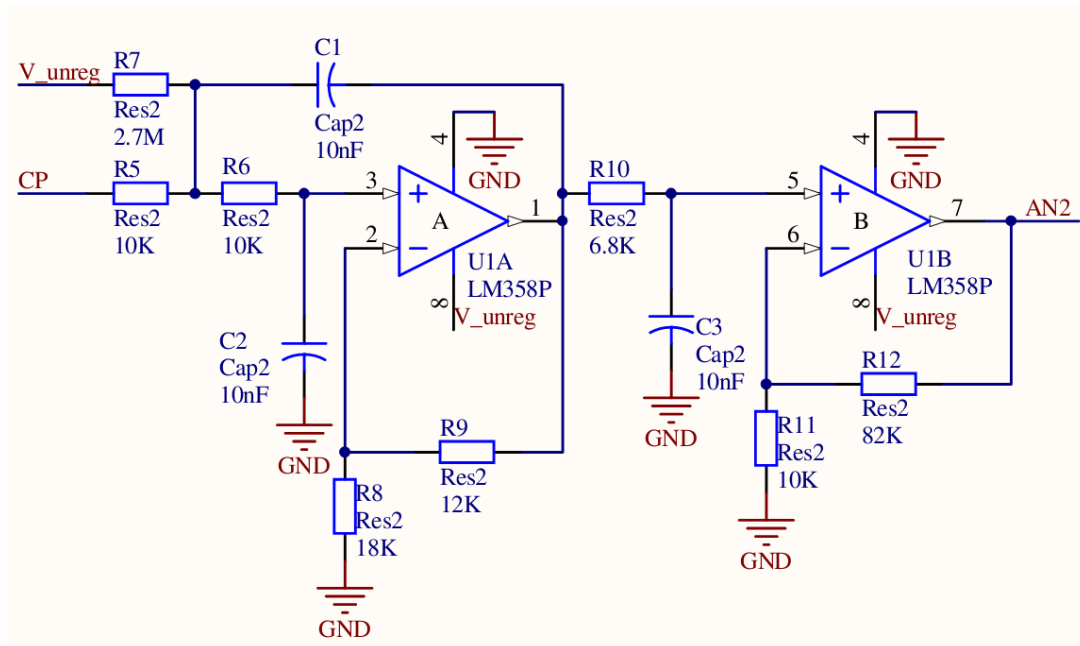 V_unreg
R7
Res2
2.7M
C1
Cap2
10nF
CP
R5
Res2
10K
R6
Res2
10K
3
2
+
−
A
1
4
GND
8
V_unreg
U1A
LM358P
C2
Cap2
10nF
GND
R9
Res2
12K
R8
Res2
18K
GND
R10
Res2
6.8K
C3
Cap2
10nF
GND
5
6
+
−
B
7
4
GND
8
V_unreg
U1B
LM358P
AN2
R12
Res2
82K
R11
Res2
10K
GND